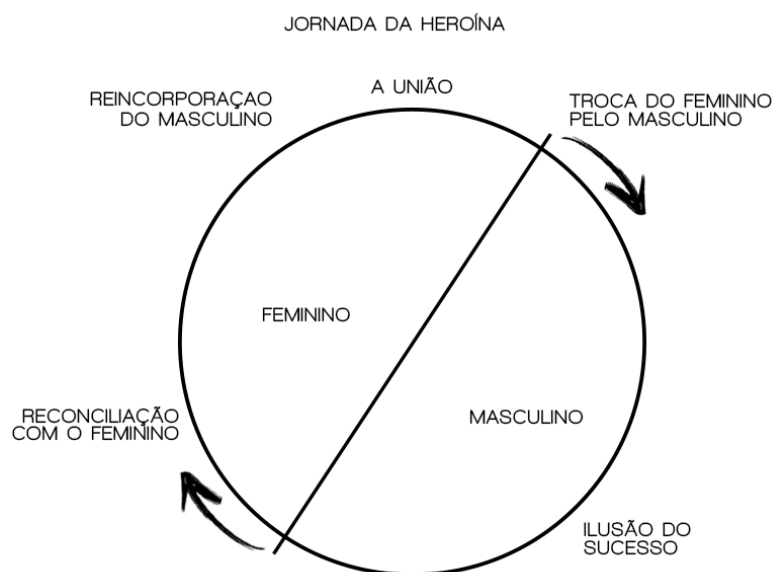 JORNADA DA HEROÍNA
A UNIÃO
REINCORPORAÇAO
DO MASCULINO
TROCA DO FEMININO
PELO MASCULINO
FEMININO
MASCULINO
RECONCILIAÇÃO
COM O FEMININO
ILUSÃO DO
SUCESSO